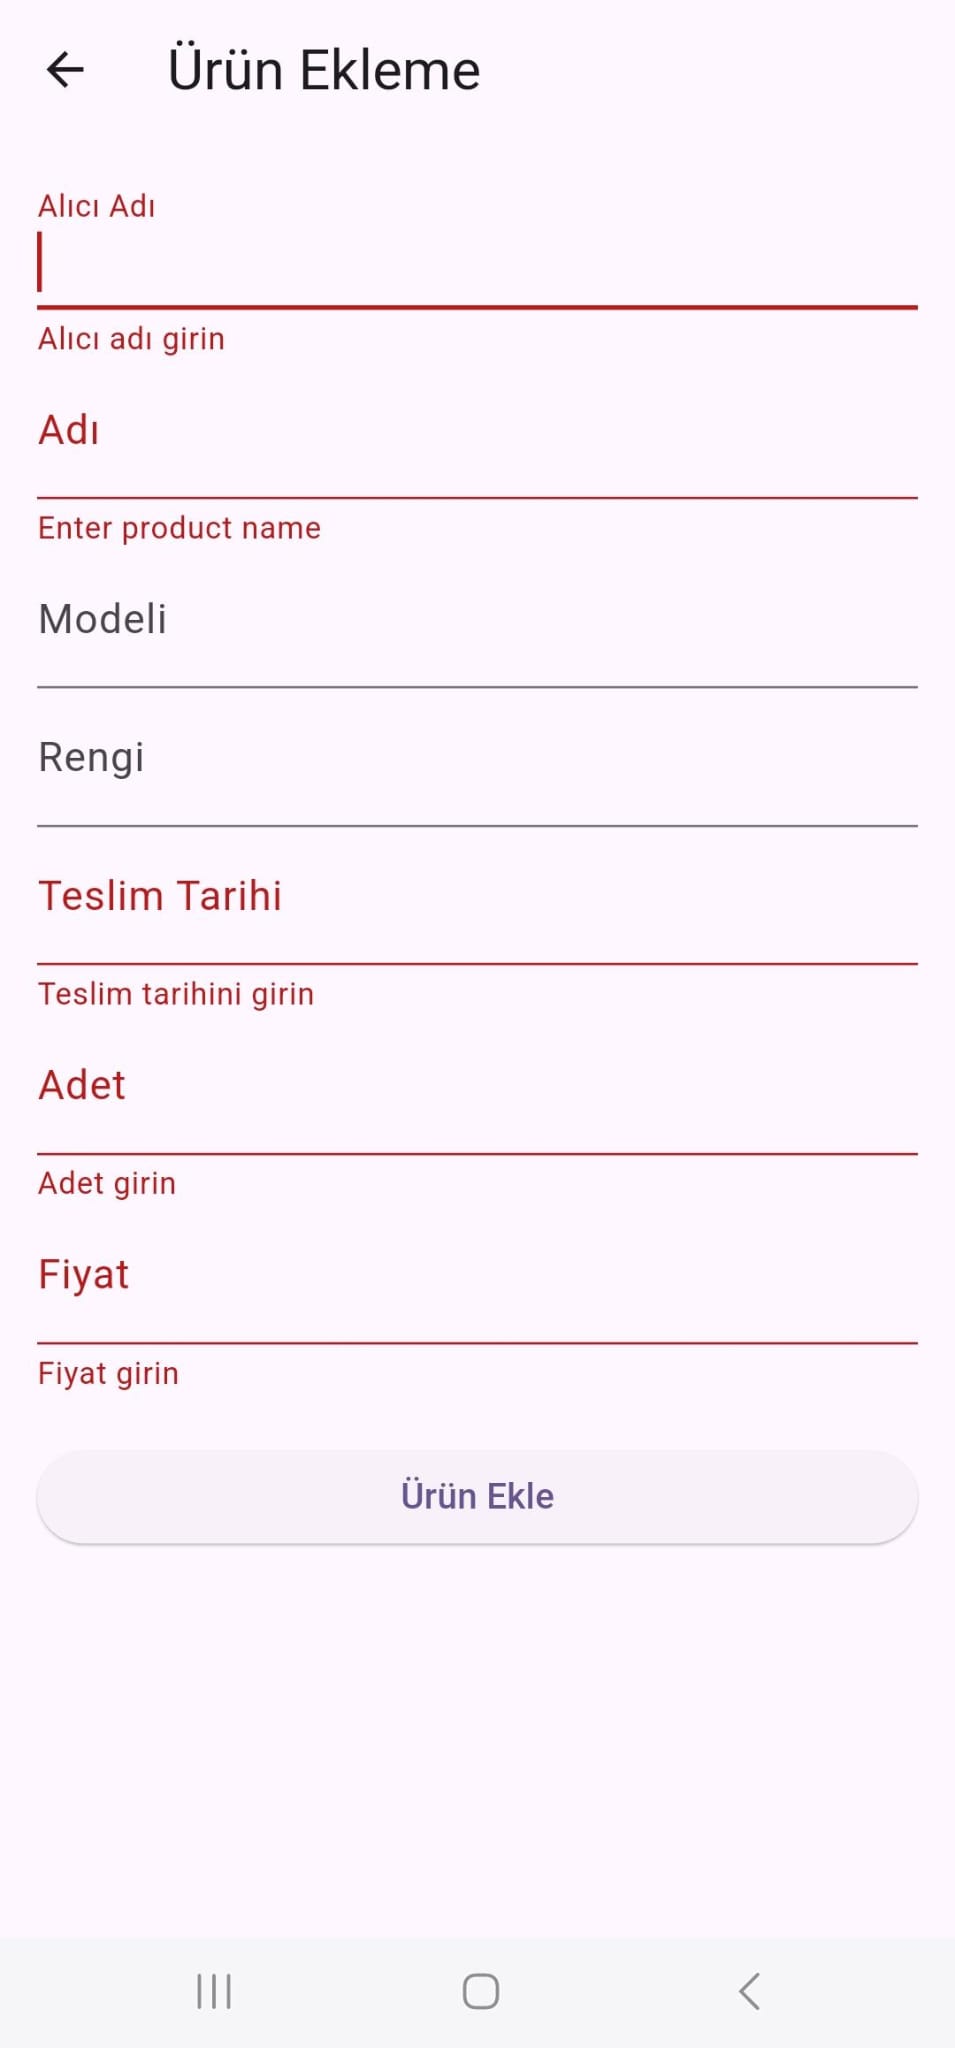 Ürün Ekleme
Alıcı Adı
Alıcı adı girin
Adı
Enter product name
Modeli
Rengi
Teslim Tarihi
Teslim tarihini girin
Adet
Adet girin
Fiyat
Fiyat girin
Ürün Ekle